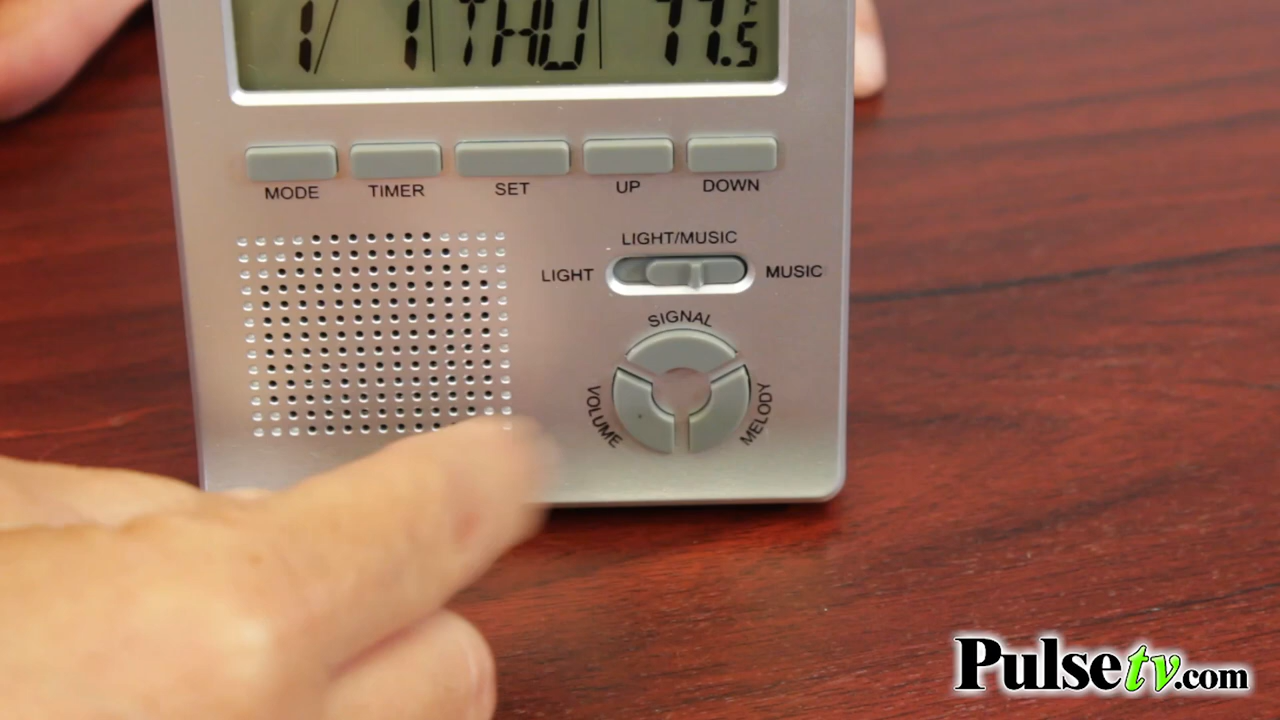 1/ 1 THU 77.5°F
MODE TIMER SET UP DOWN
LIGHT/MUSIC
LIGHT MUSIC
SIGNAL
VOLUME MELODY
Pulsetv.com